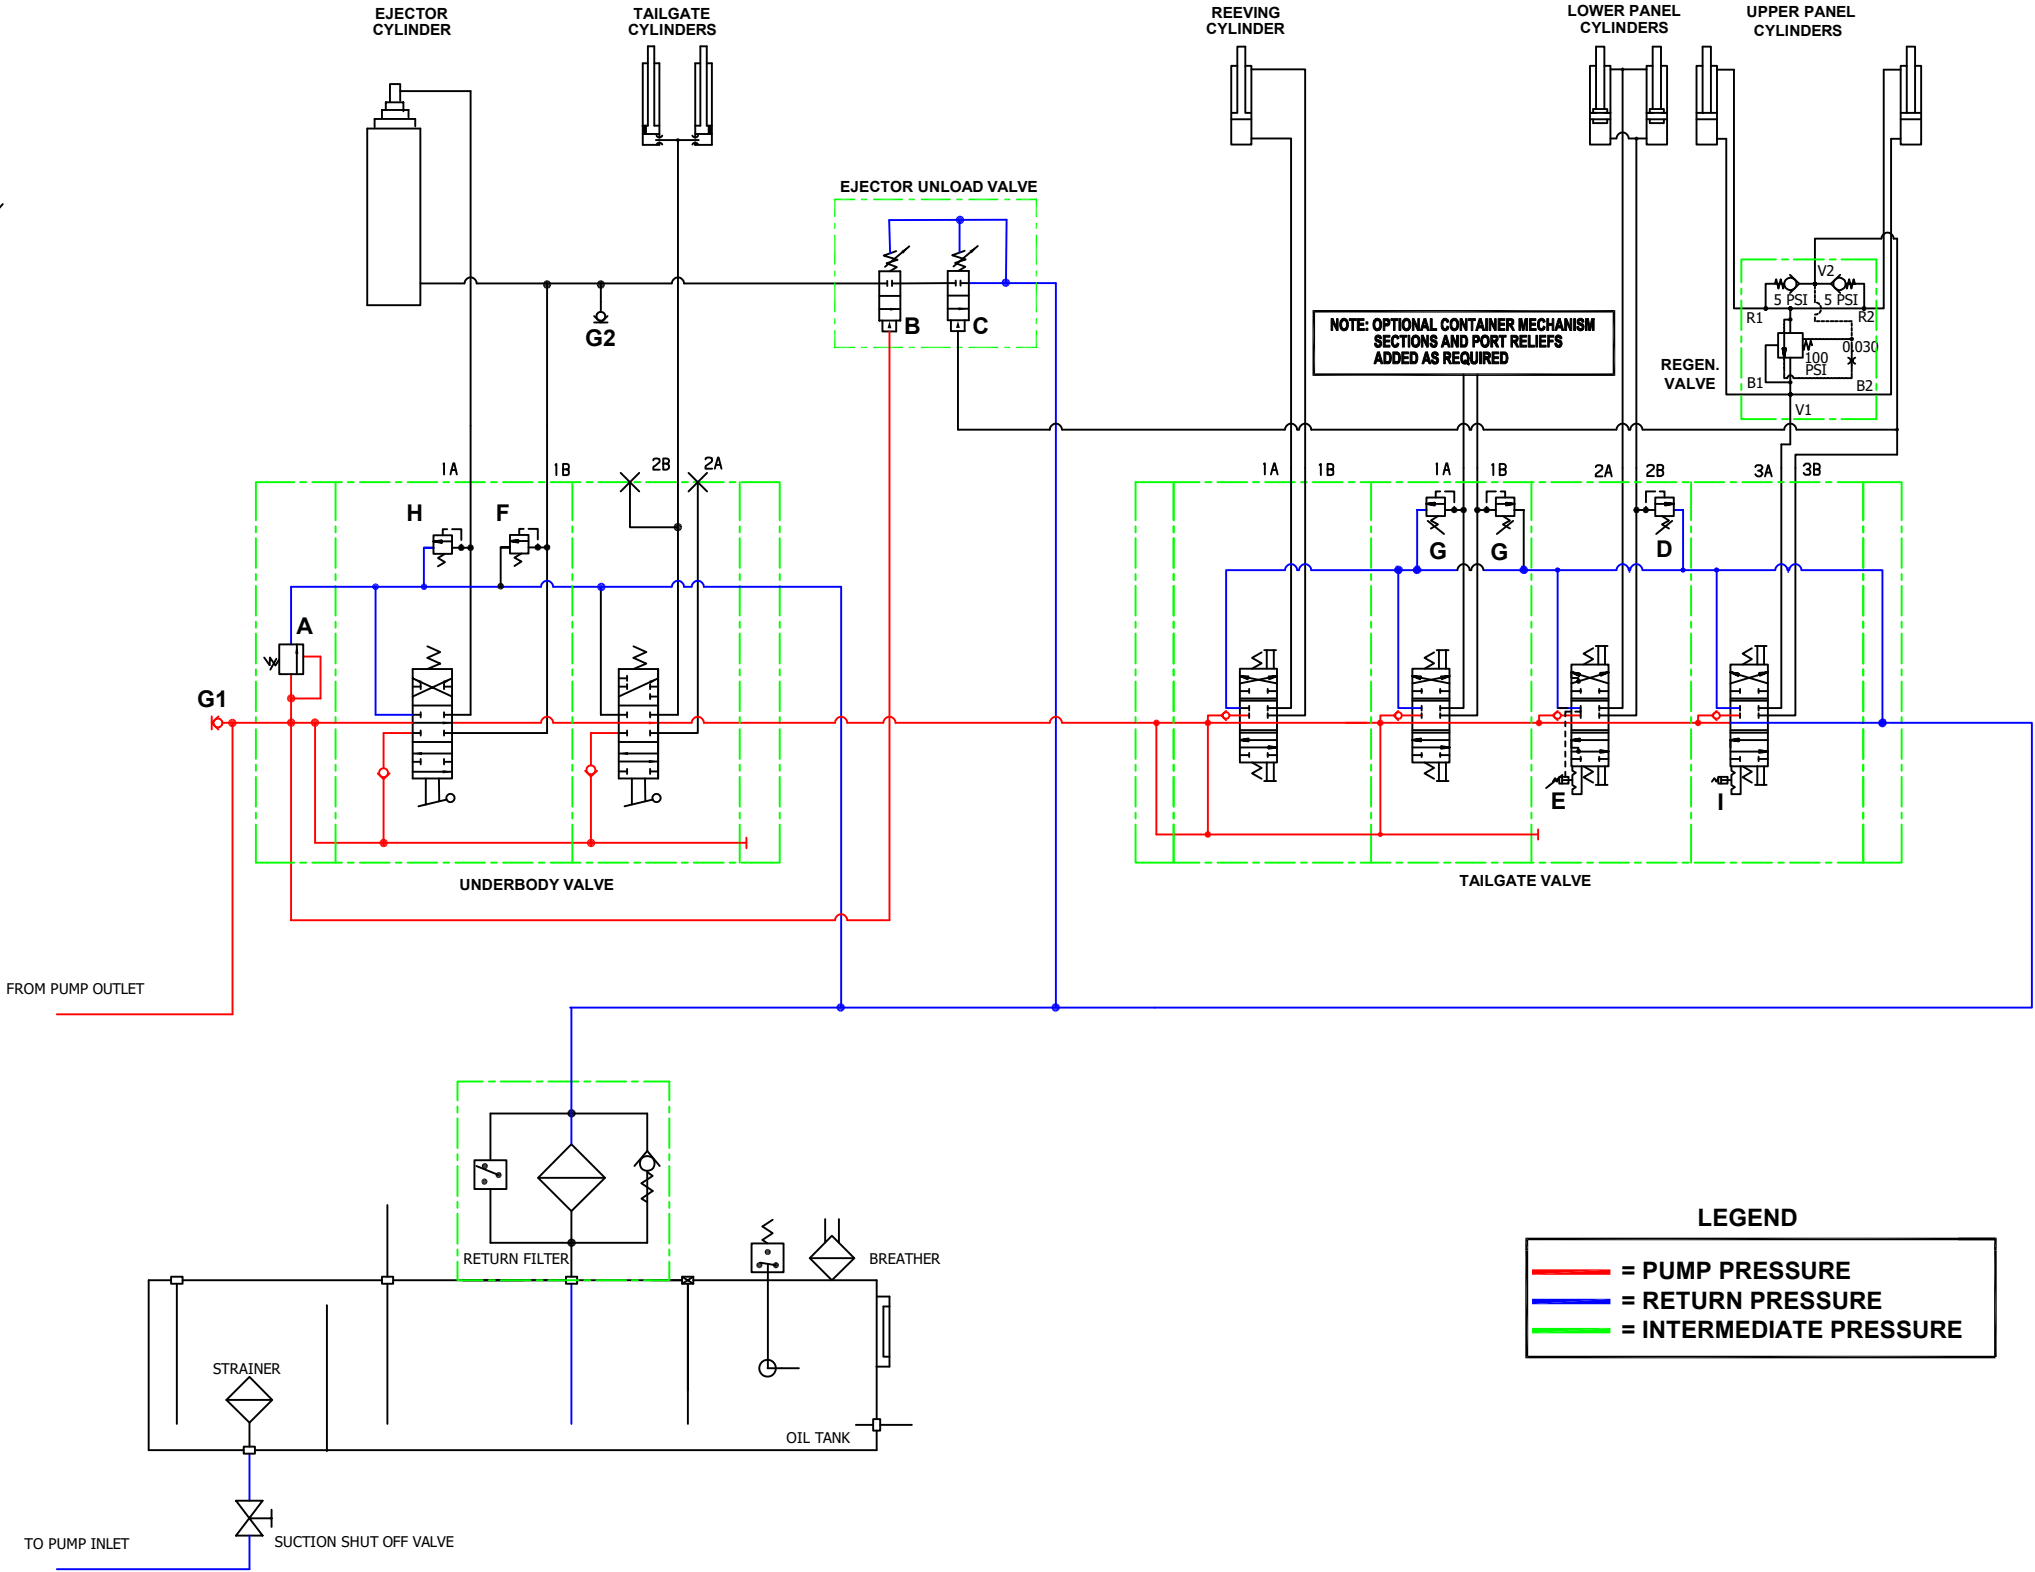 EJECTOR
CYLINDER
TAILGATE
CYLINDERS
REEVING
CYLINDER
LOWER PANEL
CYLINDERS
UPPER PANEL
CYLINDERS
EJECTOR UNLOAD VALVE
B
C
G2
NOTE: OPTIONAL CONTAINER MECHANISM
SECTIONS AND PORT RELIEFS
ADDED AS REQUIRED
V2
5 PSI
5 PSI
R1
R2
0.030
100
PSI
REGEN.
VALVE
B1
B2
V1
1A
1B
2B
2A
1A
1B
1A
1B
2A
2B
3A
3B
H
F
G
G
D
A
G1
E
I
UNDERBODY VALVE
TAILGATE VALVE
FROM PUMP OUTLET
RETURN FILTER
BREATHER
STRAINER
OIL TANK
TO PUMP INLET
SUCTION SHUT OFF VALVE
LEGEND
= PUMP PRESSURE
= RETURN PRESSURE
= INTERMEDIATE PRESSURE